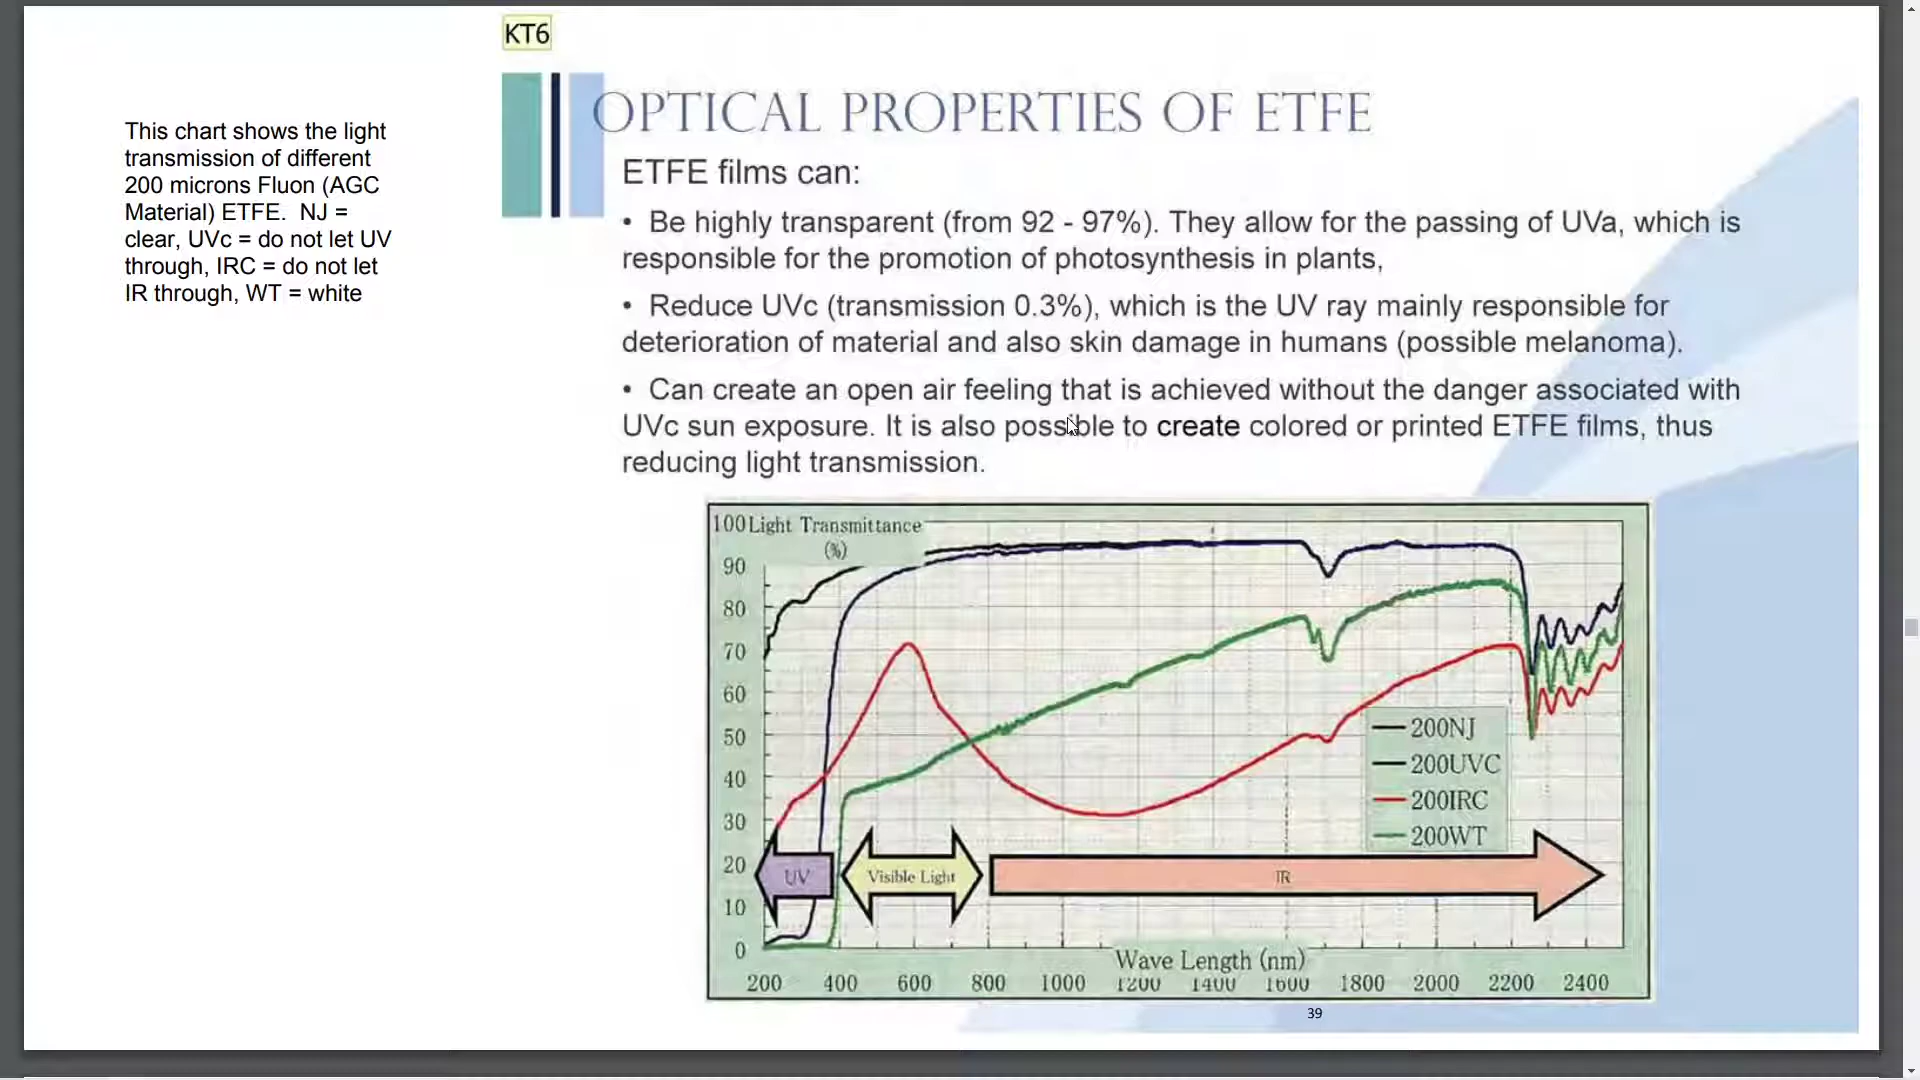 KT6
This chart shows the light
transmission of different
200 microns Fluon (AGC
Material) ETFE.  NJ =
clear, UVc = do not let UV
through, IRC = do not let
IR through, WT = white
OPTICAL PROPERTIES OF ETFE
ETFE films can:
• Be highly transparent (from 92 - 97%). They allow for the passing of UVa, which is
responsible for the promotion of photosynthesis in plants,
• Reduce UVc (transmission 0.3%), which is the UV ray mainly responsible for
deterioration of material and also skin damage in humans (possible melanoma).
• Can create an open air feeling that is achieved without the danger associated with
UVc sun exposure. It is also possible to create colored or printed ETFE films, thus
reducing light transmission.
100 Light Transmittance
(%)
90
80
70
60
50
40
30
20
10
0
200NJ
200UVC
200IRC
200WT
UV
Visible Light
IR
Wave Length (nm)
200 400 600 800 1000 1200 1400 1600 1800 2000 2200 2400
39